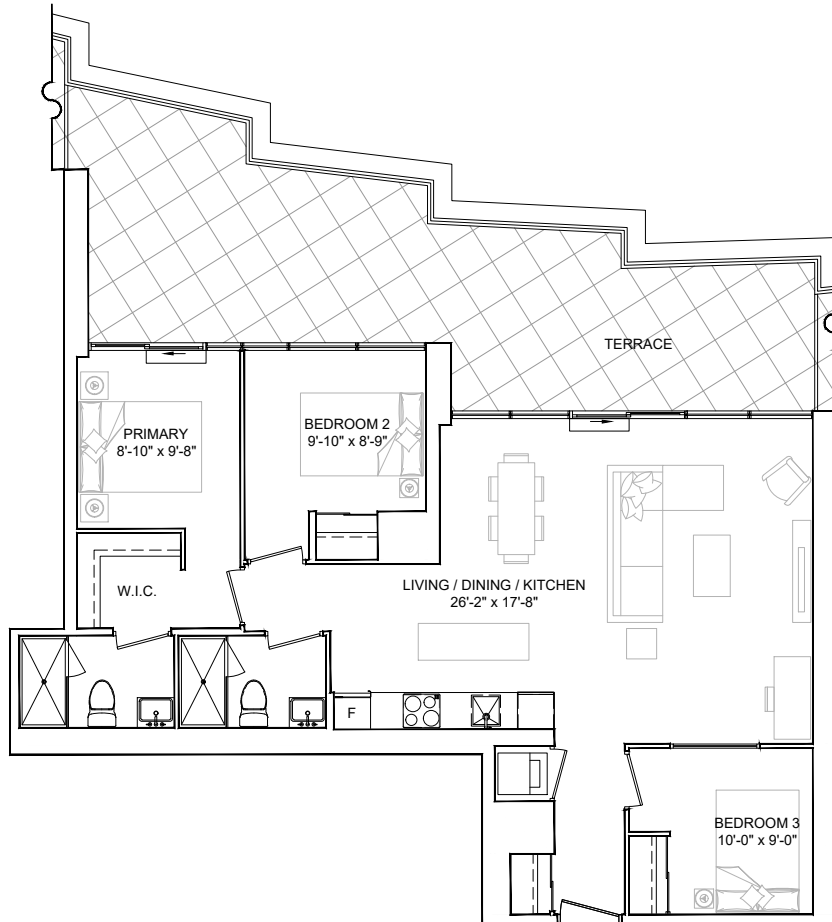 TERRACE
PRIMARY
8'-10" x 9'-8"
BEDROOM 2
9'-10" x 8'-9"
W.I.C.
LIVING / DINING / KITCHEN
26'-2" x 17'-8"
F
BEDROOM 3
10'-0" x 9'-0"